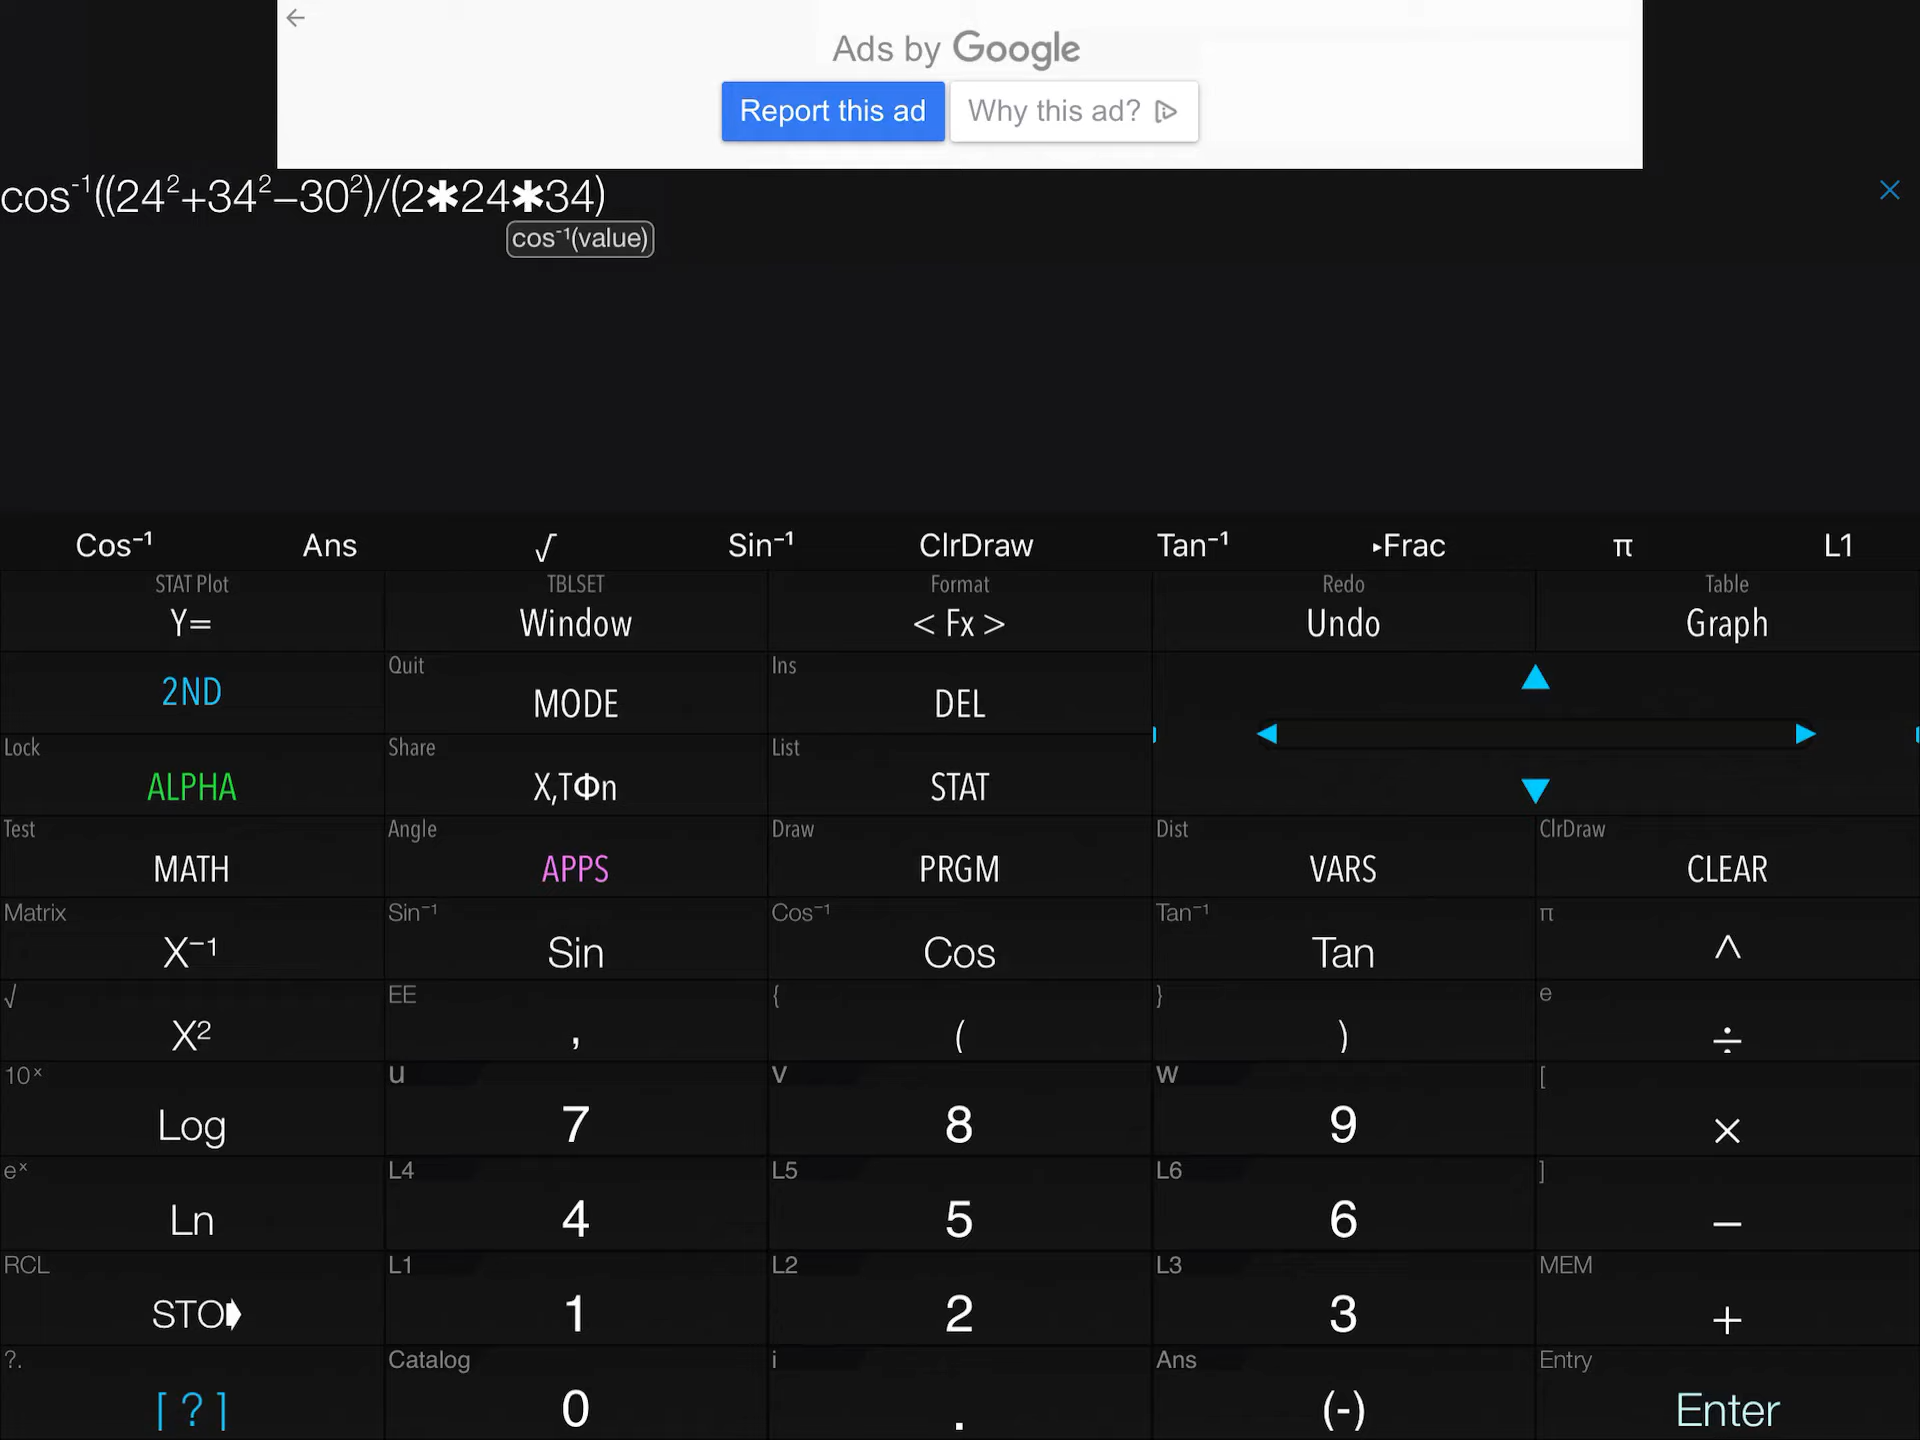 ←
Ads by Google
Report this ad
Why this ad?
cos⁻¹((24²+34²−30²)/(2✱24✱34)
cos⁻¹(value)
Cos⁻¹ Ans √ Sin⁻¹ ClrDraw Tan⁻¹ ▸Frac π L1
STAT Plot TBLSET Format Redo Table
Y= Window < Fx > Undo Graph
Quit Ins
2ND MODE DEL
Lock Share List
ALPHA X,TΦn STAT
Test Angle Draw Dist ClrDraw
MATH APPS PRGM VARS CLEAR
Matrix Sin⁻¹ Cos⁻¹ Tan⁻¹ π
X⁻¹ Sin Cos Tan ^
√ EE { } e
X² , ( ) ÷
10ˣ u v w [
Log 7 8 9 ×
eˣ L4 L5 L6 ]
Ln 4 5 6 −
RCL L1 L2 L3 MEM
STO➧ 1 2 3 +
?. Catalog i Ans Entry
[ ? ] 0 . (-) Enter